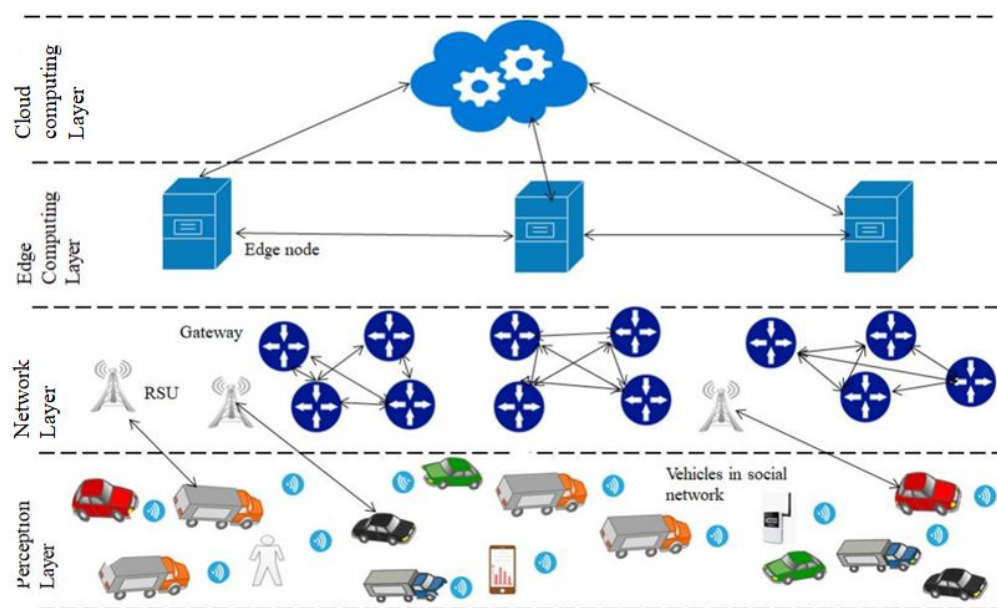 Cloud
computing
Layer
Edge
Computing
Layer
Edge node
Network
Layer
Gateway
RSU
Perception
Layer
Vehicles in social
network